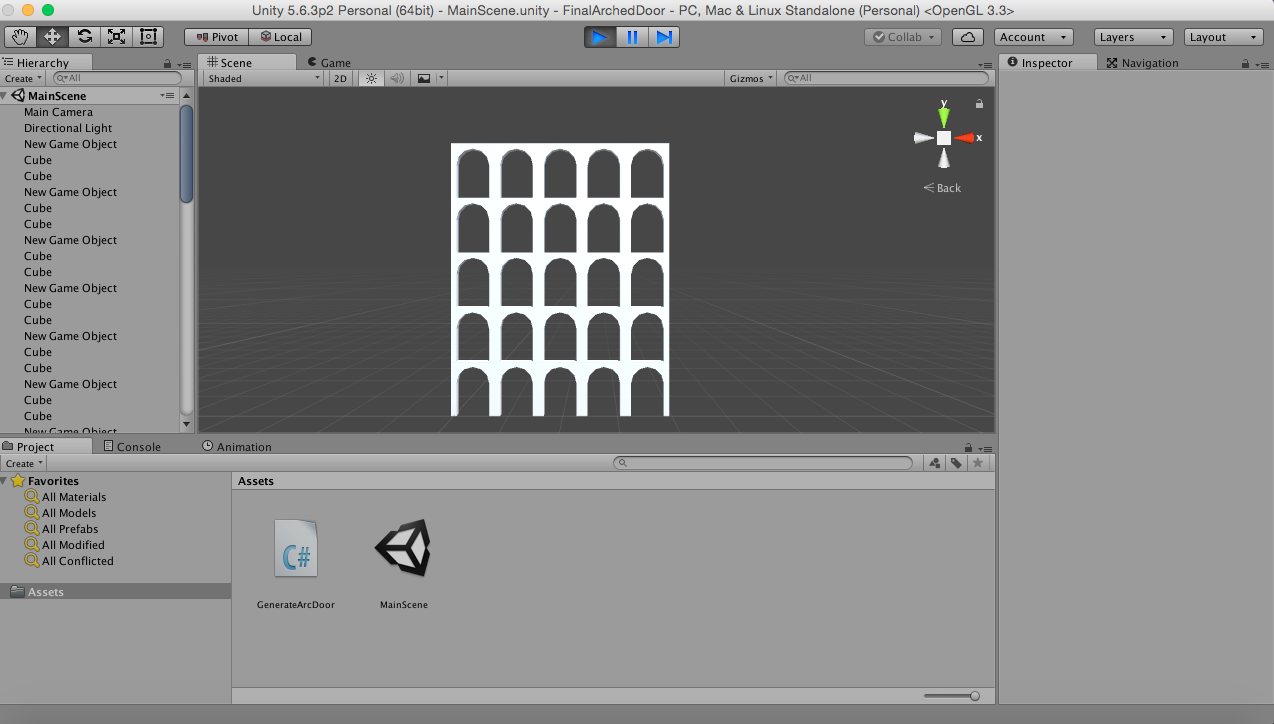 Unity 5.6.3p2 Personal (64bit) - MainScene.unity - FinalArchedDoor - PC, Mac & Linux Standalone (Personal) <OpenGL 3.3>
Pivot Local Collab Account Layers Layout
Hierarchy
Create All
MainScene
Main Camera
Directional Light
New Game Object
Cube
Cube
New Game Object
Cube
Cube
New Game Object
Cube
Cube
New Game Object
Cube
Cube
New Game Object
Cube
Cube
New Game Object
Cube
Cube
New Game Object
Scene Game
Shaded 2D Gizmos All
y
x
Back
Inspector Navigation
Project Console Animation
Create
Favorites
All Materials
All Models
All Prefabs
All Modified
All Conflicted
Assets
Assets
C#
GenerateArcDoor MainScene